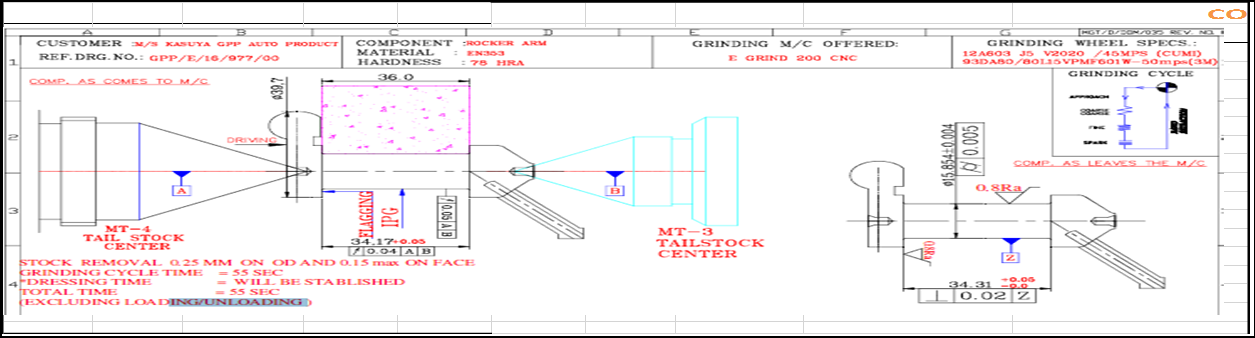 CO
A B C D E F G
MGT/D/SDM/035 REV. NO.1
CUSTOMER :M/S KASUYA GPP AUTO PRODUCT
REF.DRG.NO.: GPP/E/16/977/00
COMPONENT :ROCKER ARM
MATERIAL : EN353
HARDNESS : 78 HRA
GRINDING M/C OFFERED:
E GRIND 200 CNC
GRINDING WHEEL SPECS.:
12A603 J5 V2020 /45MPS (CUMI)
93DA80/80L15VPMF601W-50mps(3M)
1
COMP. AS COMES TO M/C
36.0
ø39.7
GRINDING CYCLE
APPROACH
COARSE
FINE
SPARK
2
DRIVING
ø15.854±0.004
0.005
COMP. AS LEAVES THE M/C
A
B
0.8Ra
3
FLAGGING
IPG
0.05 A B
MT-4
TAIL STOCK
CENTER
34.17+0.05
0.04 A B
MT-3
TAILSTOCK
CENTER
Z
STOCK REMOVAL 0.25 MM ON OD AND 0.15 max ON FACE
GRINDING CYCLE TIME = 55 SEC
*DRESSING TIME = WILL BE STABLISHED
TOTAL TIME = 55 SEC
(EXCLUDING LOADING/UNLOADING )
4
34.31 +0.05 -0.0
0.02 Z